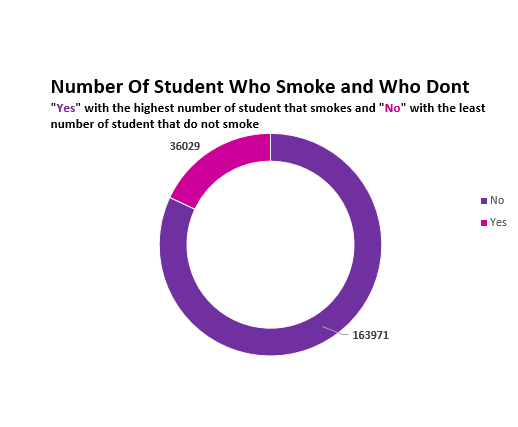 Number Of Student Who Smoke and Who Dont
"Yes" with the highest number of student that smokes and "No" with the least
number of student that do not smoke
36029
No
Yes
163971